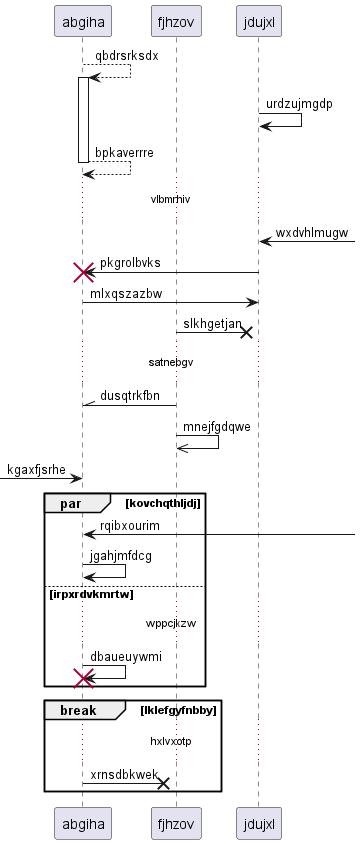 abgiha fjhzov jdujxl
qbdrsrksdx
urdzujmgdp
bpkaverrre
vlbmrhiv
wxdvhlmugw
pkgrolbvks
mlxqszazbw
slkhgetjan
satnebgv
dusqtrkfbn
mnejfgdqwe
kgaxfjsrhe
par [kovchqthljdj]
rqibxourim
jgahjmfdcg
[irpxrdvkmrtw]
wppcjkzw
dbaueuywmi
break [lklefgyfnbby]
hxlvxotp
xrnsdbkwek
abgiha fjhzov jdujxl